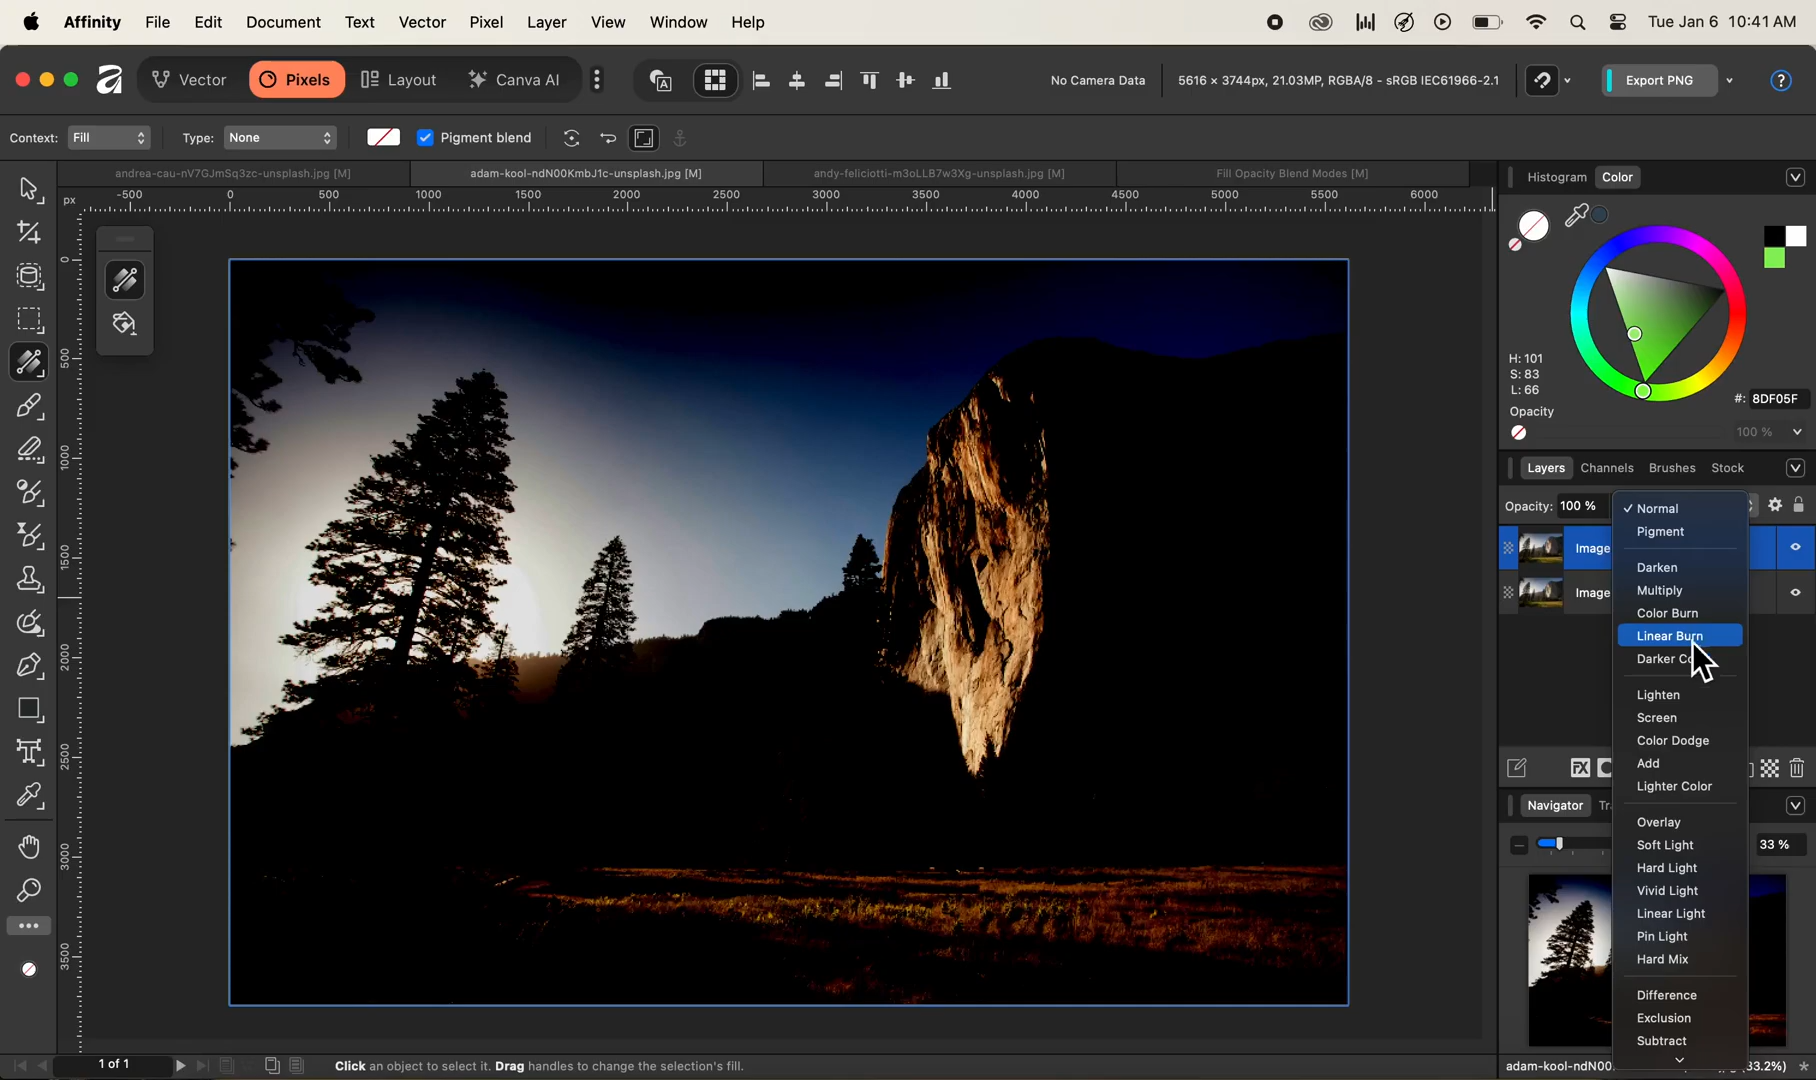 Affinity File Edit Document Text Vector Pixel Layer View Window Help Tue Jan 6 10:41 AM
Vector Pixels Layout Canva AI No Camera Data 5616 × 3744px, 21.03MP, RGBA/8 - sRGB IEC61966-2.1 Export PNG ?
Context: Fill Type: None Pigment blend
andrea-cau-nV7GJmSq3zc-unsplash.jpg [M] adam-kool-ndN00KmbJ1c-unsplash.jpg [M] andy-feliciotti-m3oLLB7w3Xg-unsplash.jpg [M] Fill Opacity Blend Modes [M]
Histogram Color
px -500 0 500 1000 1500 2000 2500 3000 3500 4000 4500 5000 5500 6000
0
500
1000
1500
2000
2500
3000
3500
H: 101
S: 83
L: 66
#: 8DF05F
Opacity
100 %
Layers Channels Brushes Stock
Opacity: 100 %
Normal
Pigment
Image
Darken
Multiply
Image
Color Burn
Linear Burn
Darker Co
Lighten
Screen
Color Dodge
Add
FX
Lighter Color
Navigator
Overlay
33 %
Soft Light
Hard Light
Vivid Light
Linear Light
Pin Light
Hard Mix
Difference
Exclusion
Subtract
1 of 1 Click an object to select it. Drag handles to change the selection's fill.